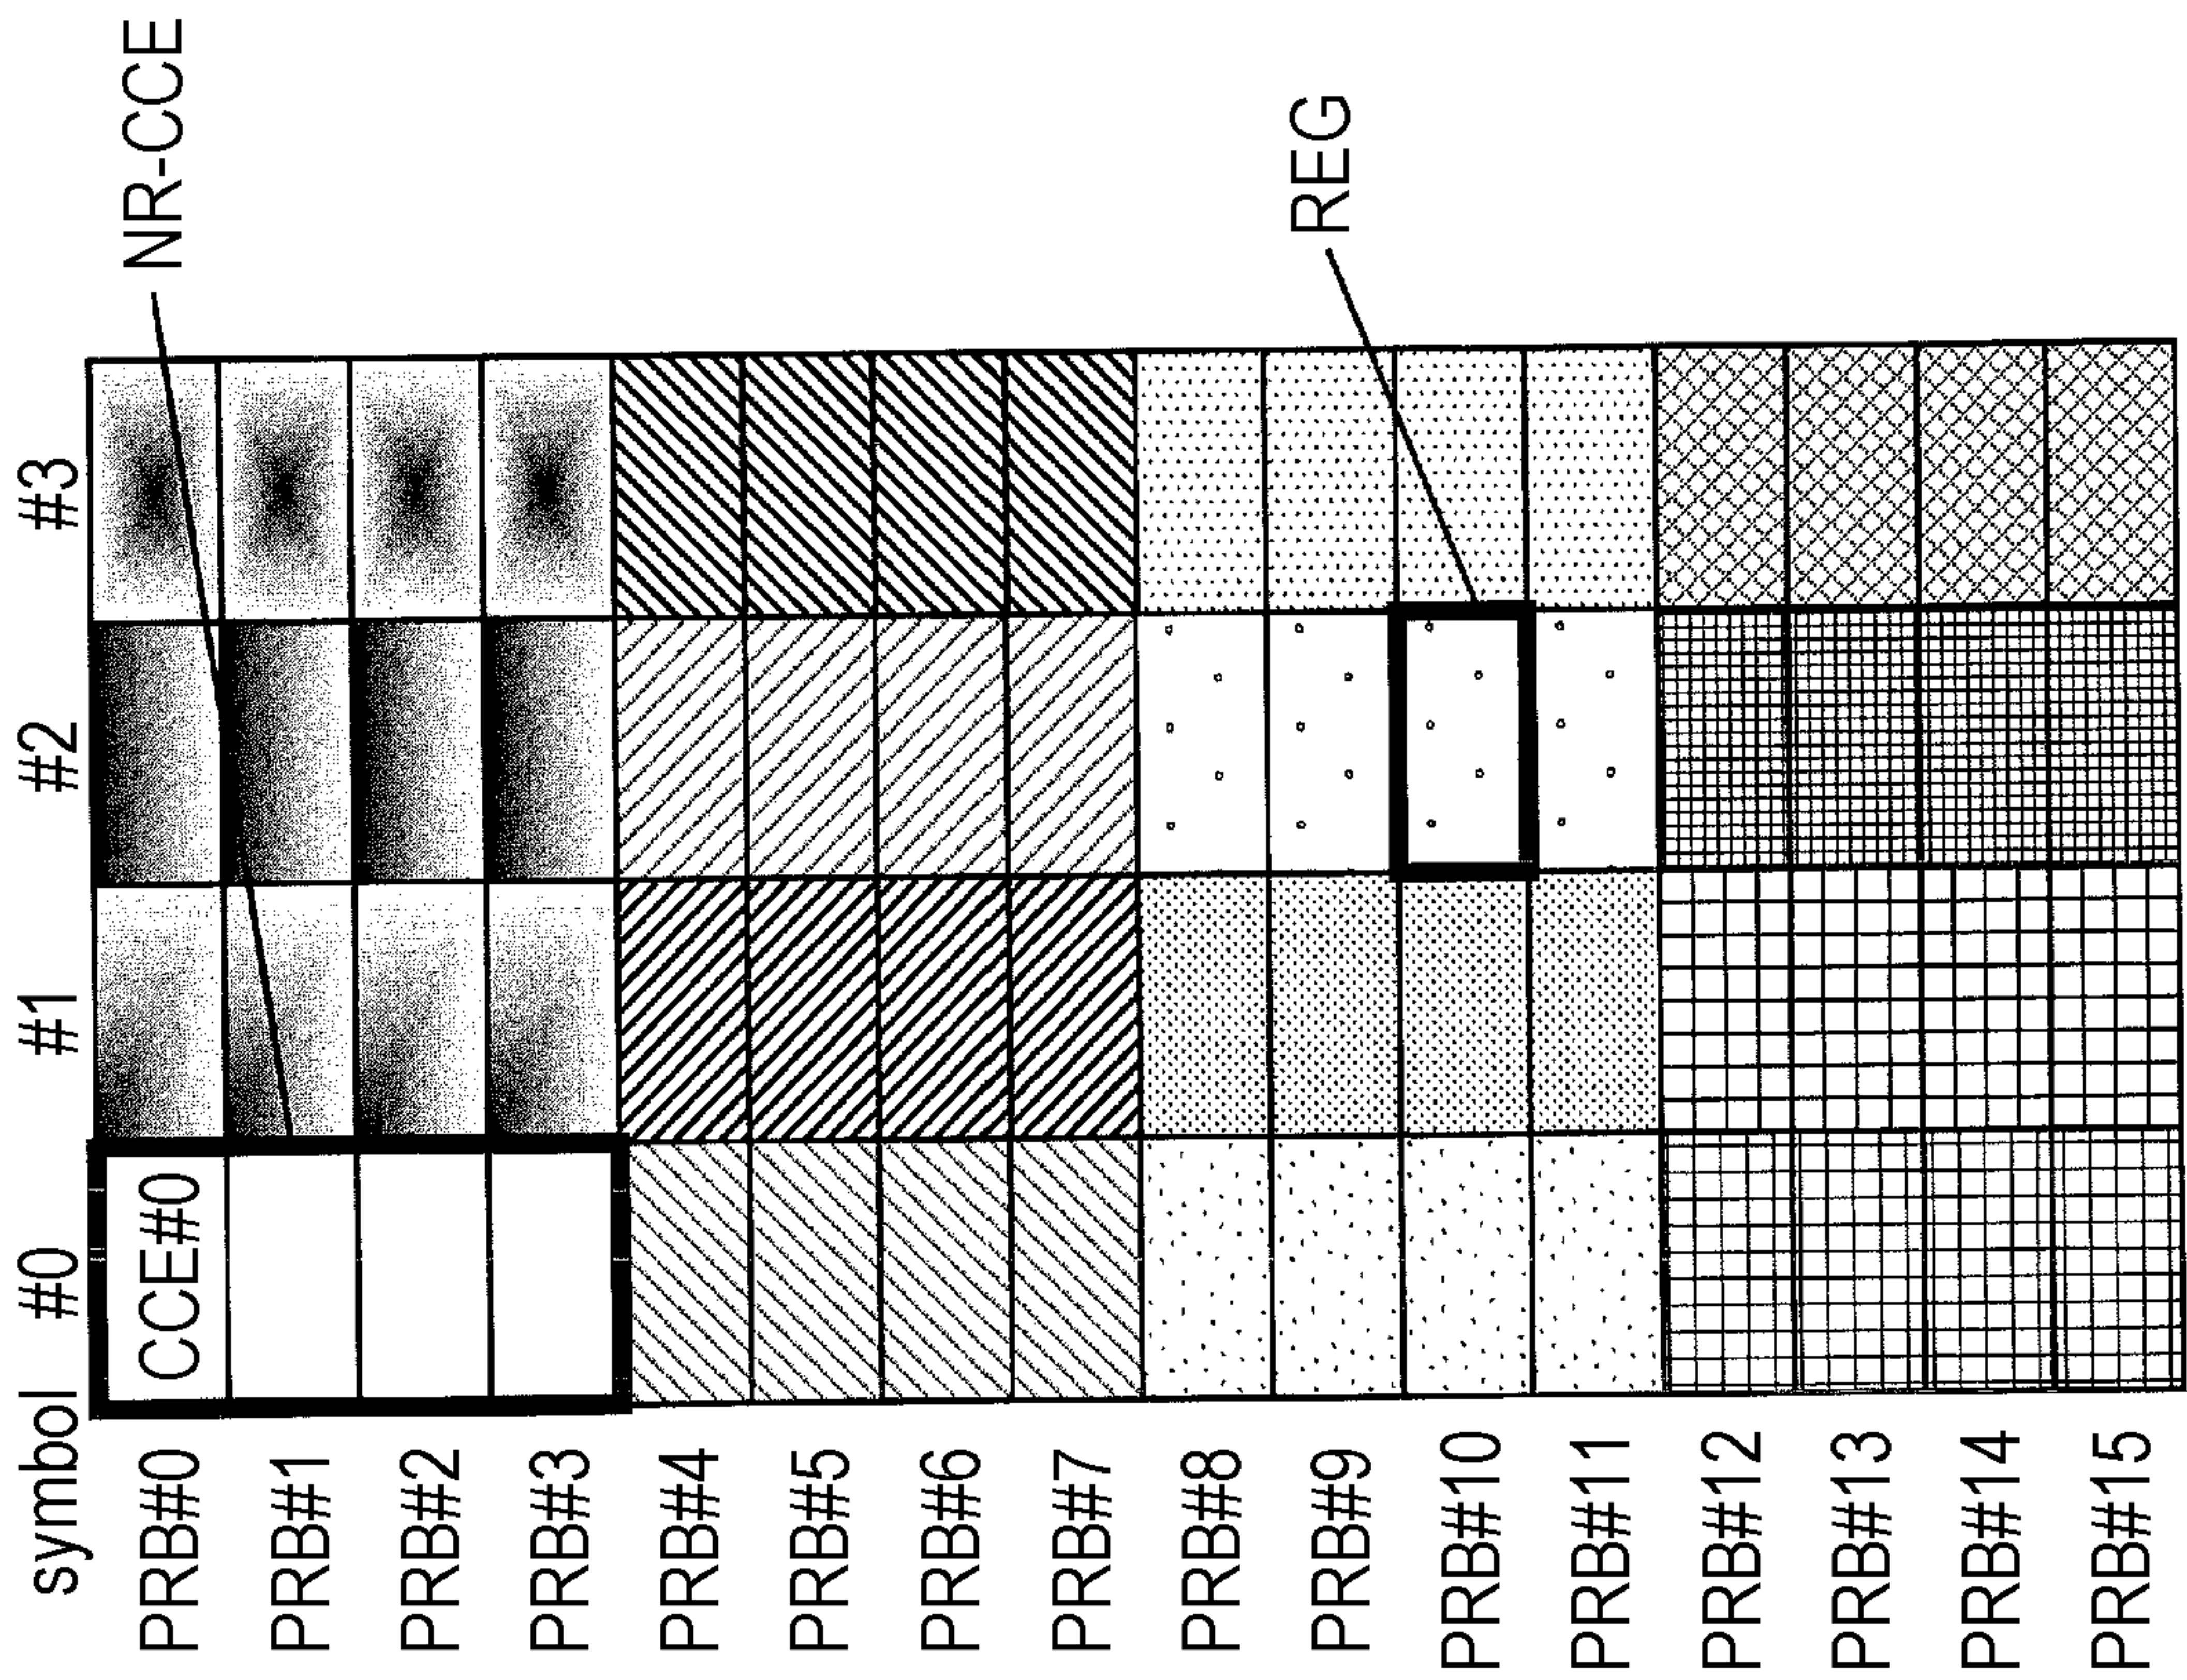 symbol #0 #1 #2 #3
PRB#0 CCE#0 NR-CCE
PRB#1
PRB#2
PRB#3
PRB#4
PRB#5
PRB#6
PRB#7
PRB#8
PRB#9 REG
PRB#10
PRB#11
PRB#12
PRB#13
PRB#14
PRB#15